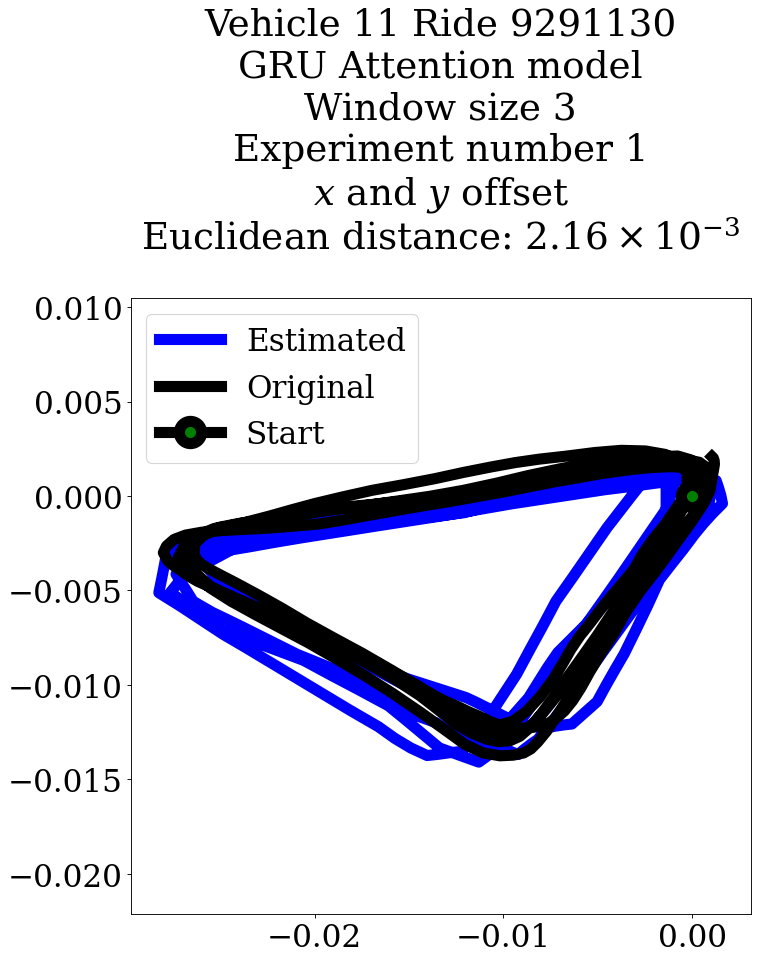 Vehicle 11 Ride 9291130
GRU Attention model
Window size 3
Experiment number 1
x and y offset
Euclidean distance: 2.16 × 10⁻³
0.010
0.005
0.000
−0.005
−0.010
−0.015
−0.020
Estimated
Original
Start
−0.02
−0.01
0.00